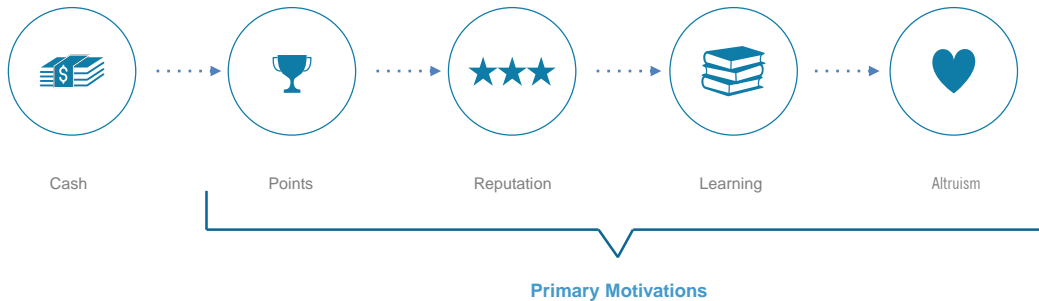 $
Cash
Points
Reputation
Learning
Altruism
Primary Motivations